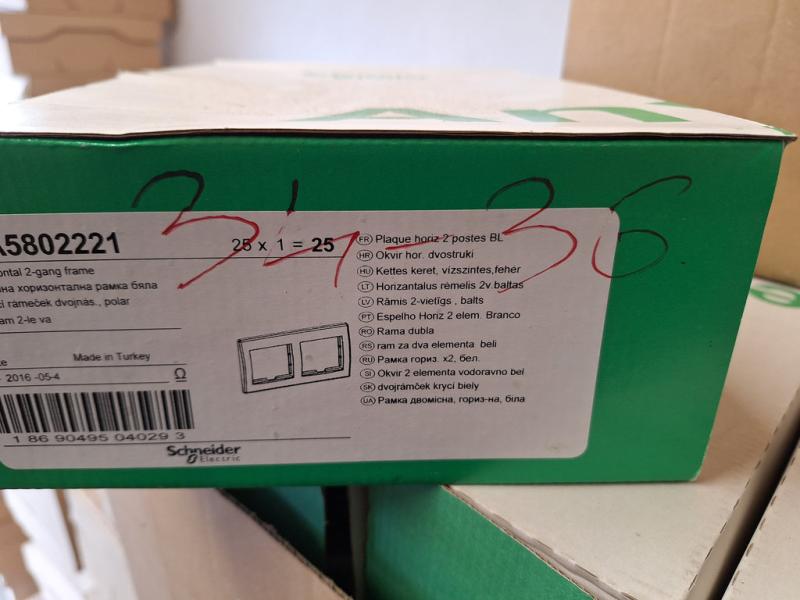 An
34-36
A5802221
25 x 1 = 25
ontal 2-gang frame
на хоризонтална рамка бяла
cí rámeček dvojnás., polar
am 2-le va
Made in Turkey
2016 -05-4
Ω
1 86 90495 04029 3
Schneider
Electric
FR Plaque horiz 2 postes BL
HR Okvir hor. dvostruki
HU Kettes keret, vízszintes,fehér
LT Horizantalus rėmelis 2v.baltas
LV Rāmis 2-vietīgs , balts
PT Espelho Horiz 2 elem. Branco
RO Rama dubla
RS ram za dva elementa beli
RU Рамка гориз. x2, бел.
SI Okvir 2 elementa vodoravno bel
SK dvojrámček krycí biely
UA Рамка двомісна, гориз-на, біла